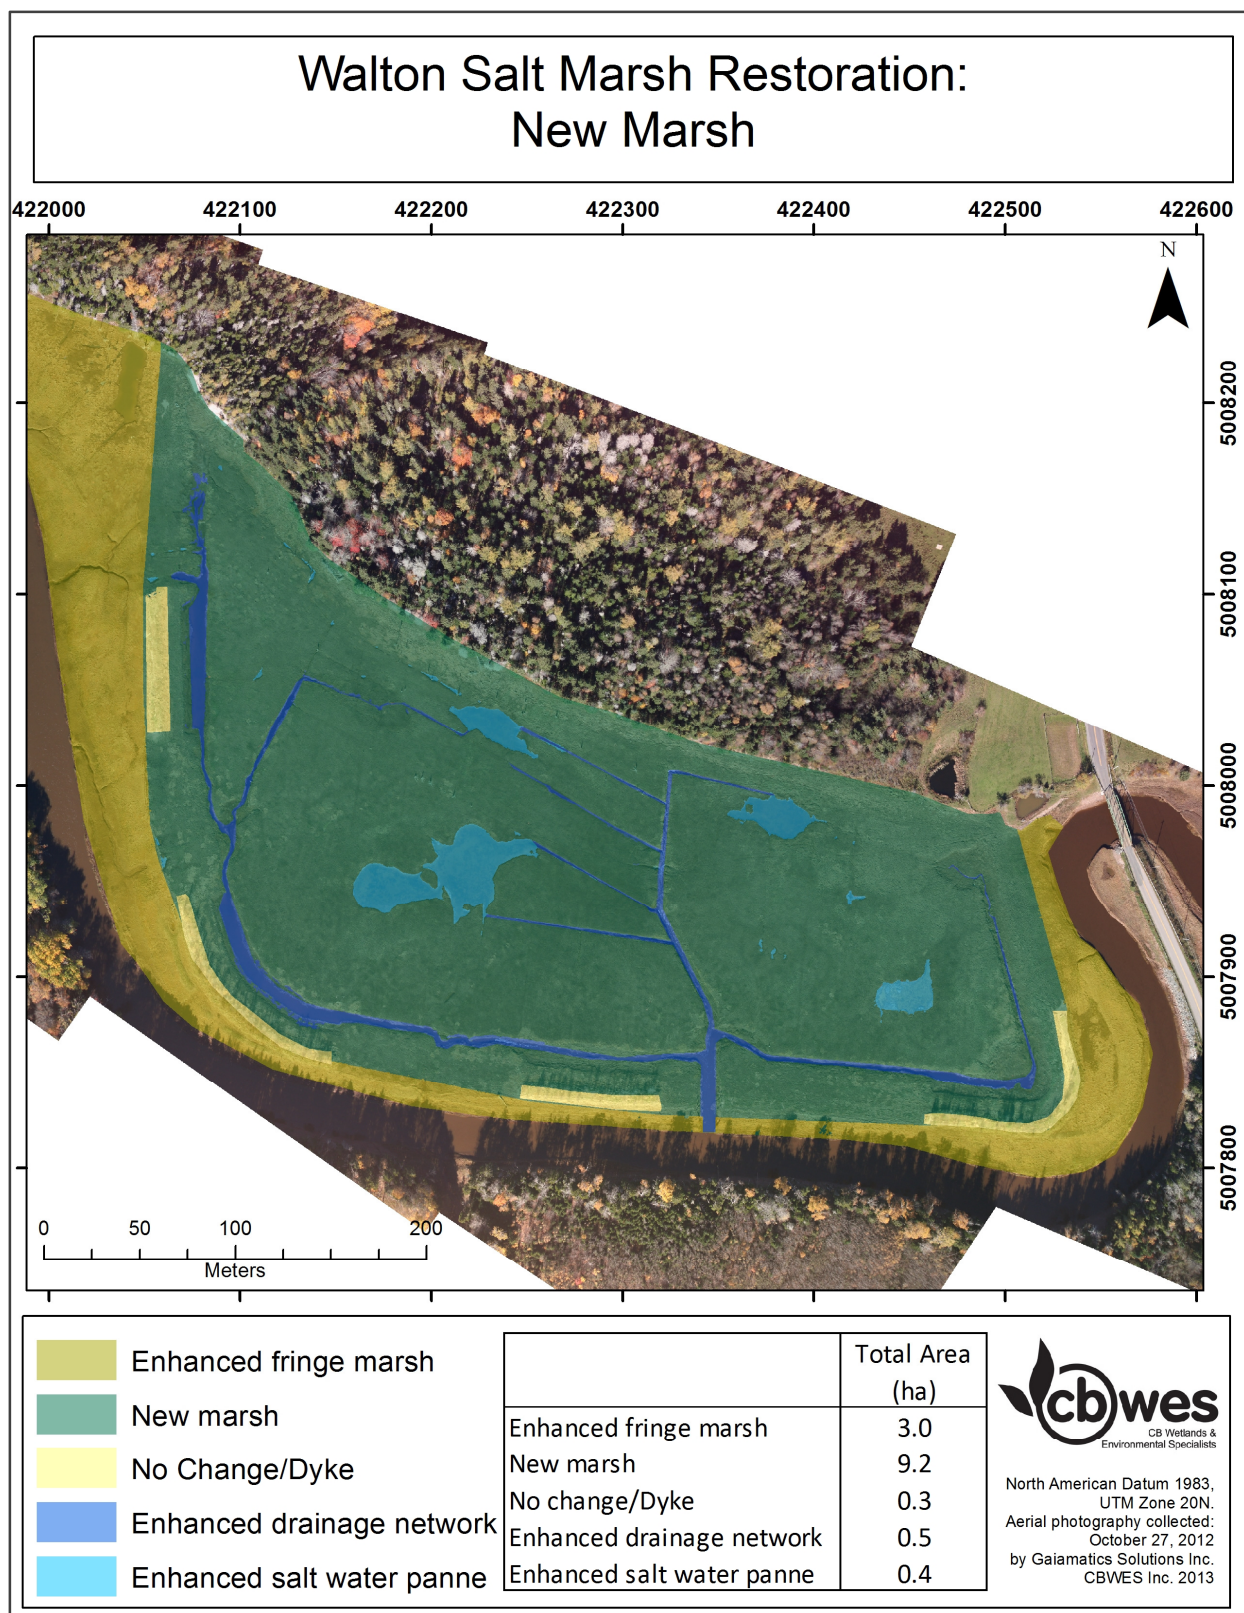 Walton Salt Marsh Restoration:
New Marsh
422000 422100 422200 422300 422400 422500 422600
N
5008200
5008100
5008000
5007900
5007800
0 50 100 200
Meters
Enhanced fringe marsh
New marsh
No Change/Dyke
Enhanced drainage network
Enhanced salt water panne
Total Area
(ha)
Enhanced fringe marsh 3.0
New marsh 9.2
No change/Dyke 0.3
Enhanced drainage network 0.5
Enhanced salt water panne 0.4
cbwes
CB Wetlands &
Environmental Specialists
North American Datum 1983,
UTM Zone 20N.
Aerial photography collected:
October 27, 2012
by Gaiamatics Solutions Inc.
CBWES Inc. 2013